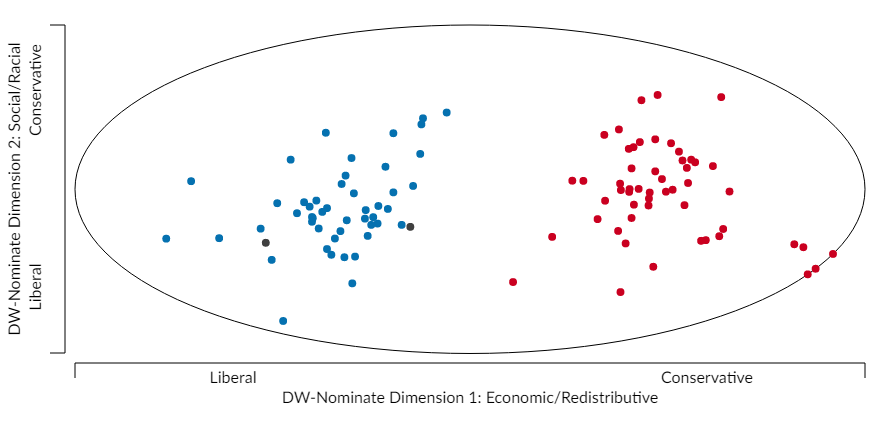 DW-Nominate Dimension 2: Social/Racial
Conservative
Liberal
Liberal
Conservative
DW-Nominate Dimension 1: Economic/Redistributive